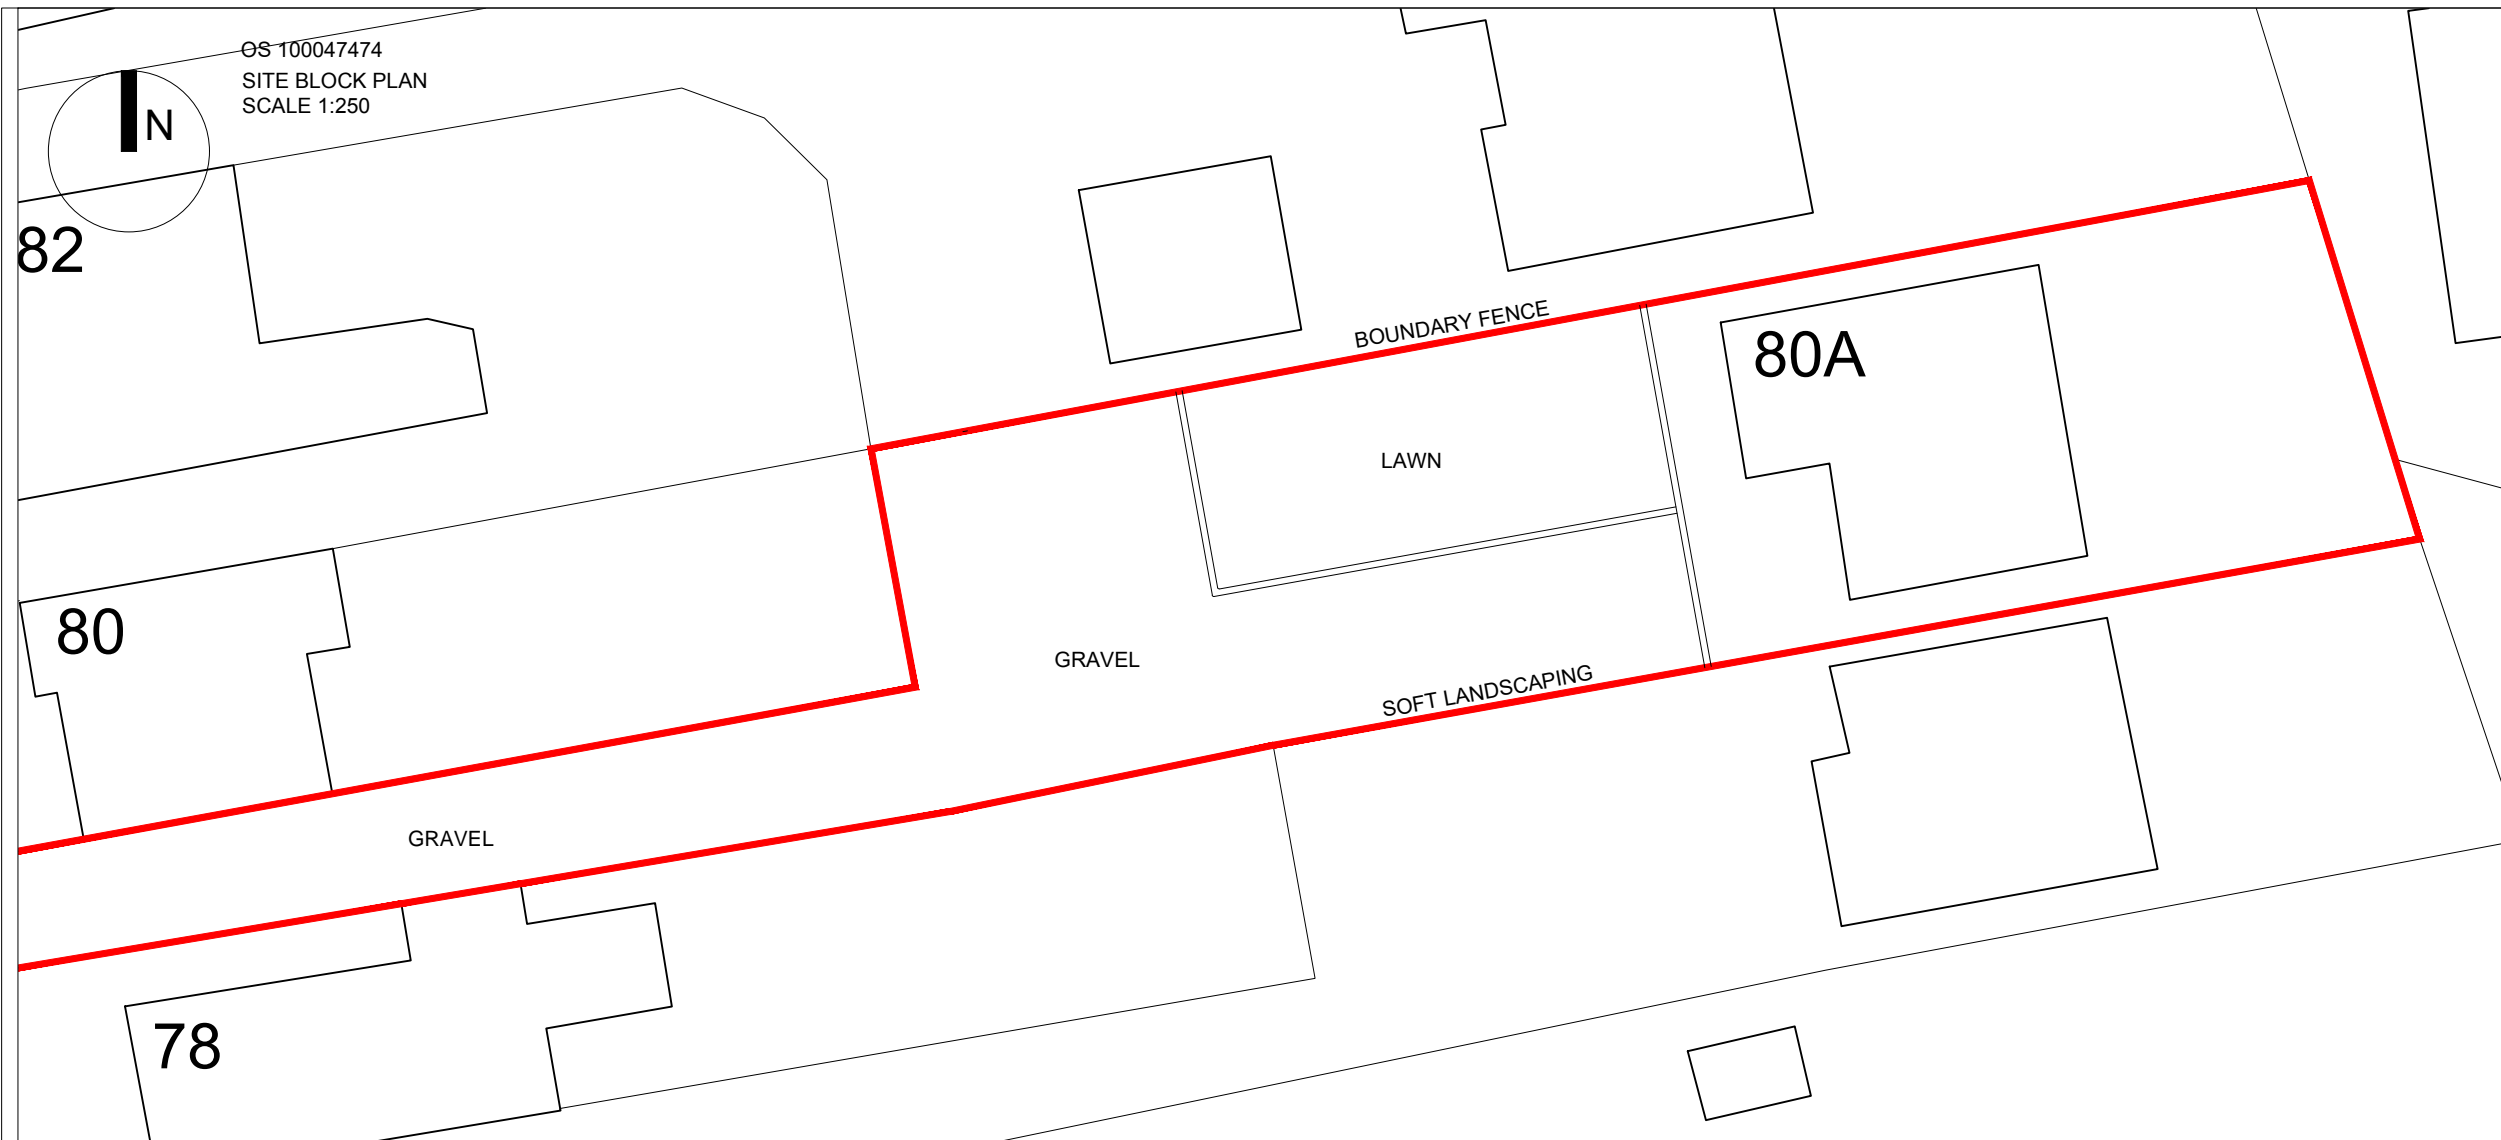 OS 100047474
SITE BLOCK PLAN
SCALE 1:250
N
82
BOUNDARY FENCE
80A
LAWN
80
GRAVEL
SOFT LANDSCAPING
GRAVEL
78